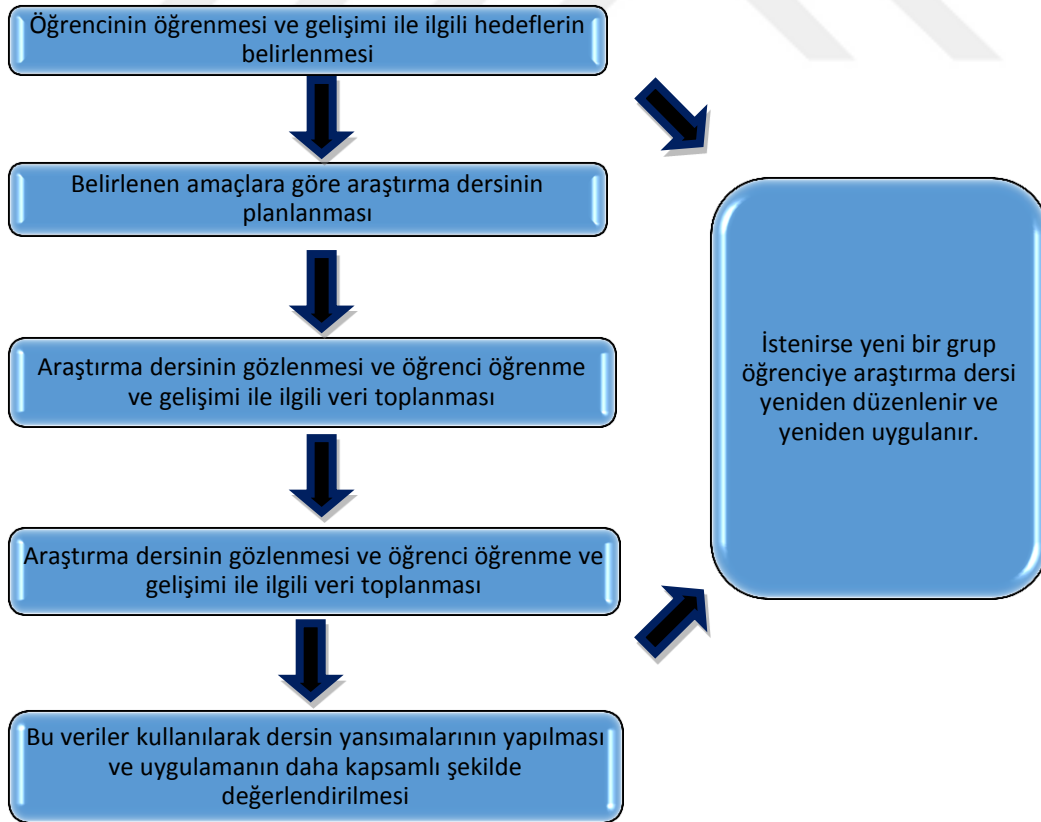 Öğrencinin öğrenmesi ve gelişimi ile ilgili hedeflerin
belirlenmesi
Belirlenen amaçlara göre araştırma dersinin
planlanması
Araştırma dersinin gözlenmesi ve öğrenci öğrenme
ve gelişimi ile ilgili veri toplanması
Araştırma dersinin gözlenmesi ve öğrenci öğrenme ve
gelişimi ile ilgili veri toplanması
Bu veriler kullanılarak dersin yansımalarının yapılması
ve uygulamanın daha kapsamlı şekilde
değerlendirilmesi
İstenirse yeni bir grup
öğrenciye araştırma dersi
yeniden düzenlenir ve
yeniden uygulanır.